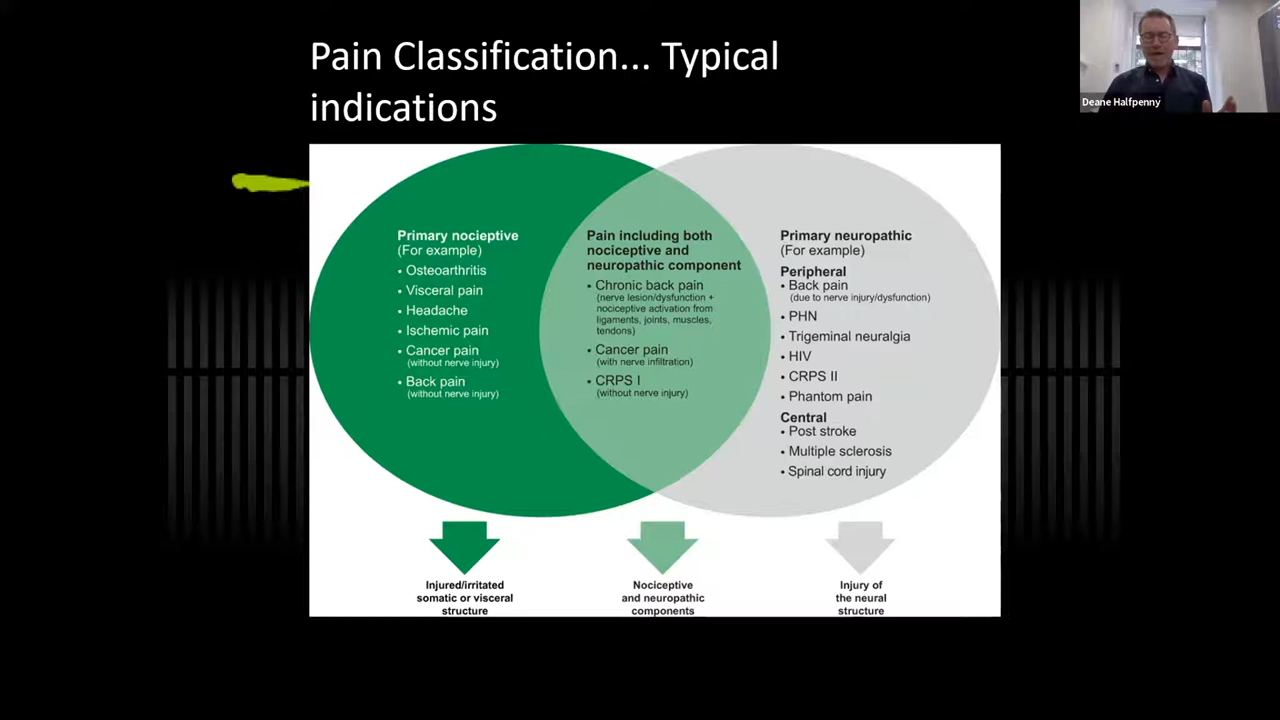 Pain Classification... Typical
indications
Deane Halfpenny
Primary nocieptive
(For example)
• Osteoarthritis
• Visceral pain
• Headache
• Ischemic pain
• Cancer pain
(without nerve injury)
• Back pain
(without nerve injury)
Pain including both
nociceptive and
neuropathic component
• Chronic back pain
(nerve lesion/dysfunction +
nociceptive activation from
ligaments, joints, muscles,
tendons)
• Cancer pain
(with nerve infiltration)
• CRPS I
(without nerve injury)
Primary neuropathic
(For example)
Peripheral
• Back pain
(due to nerve injury/dysfunction)
• PHN
• Trigeminal neuralgia
• HIV
• CRPS II
• Phantom pain
Central
• Post stroke
• Multiple sclerosis
• Spinal cord injury
Injured/irritated
somatic or visceral
structure
Nociceptive
and neuropathic
components
Injury of
the neural
structure